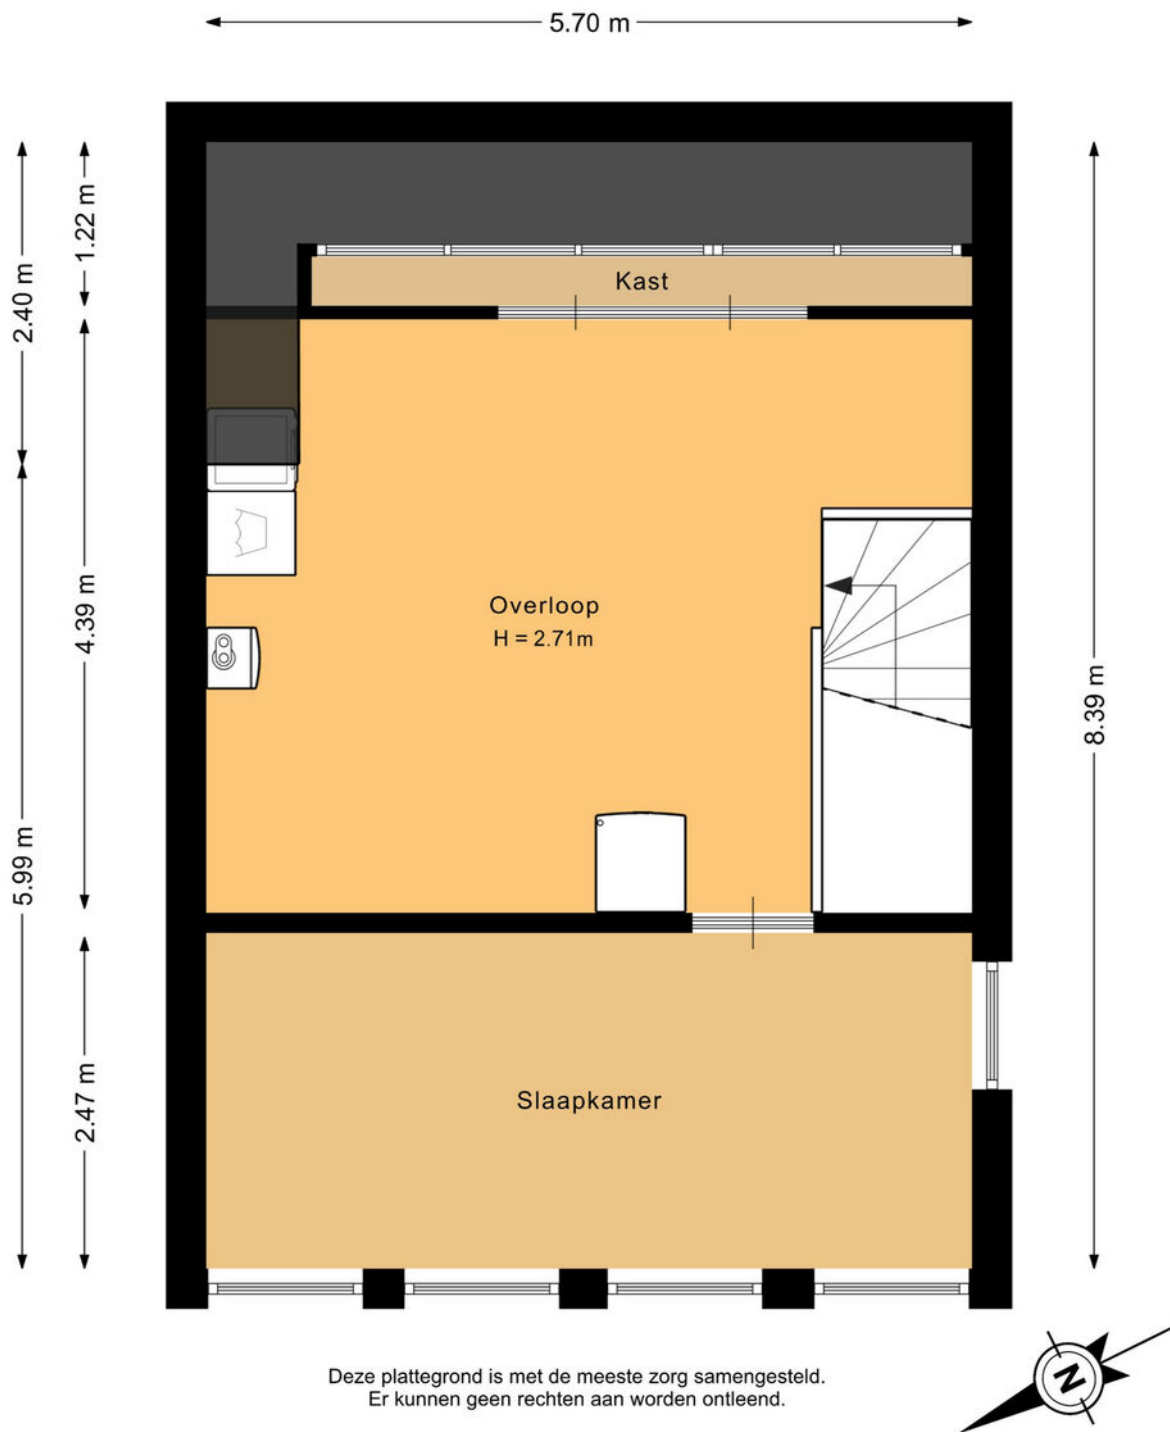 5.70 m
1.22 m
2.40 m
Kast
4.39 m
Overloop
H = 2.71m
8.39 m
5.99 m
2.47 m
Slaapkamer
Deze plattegrond is met de meeste zorg samengesteld.
Er kunnen geen rechten aan worden ontleend.
N